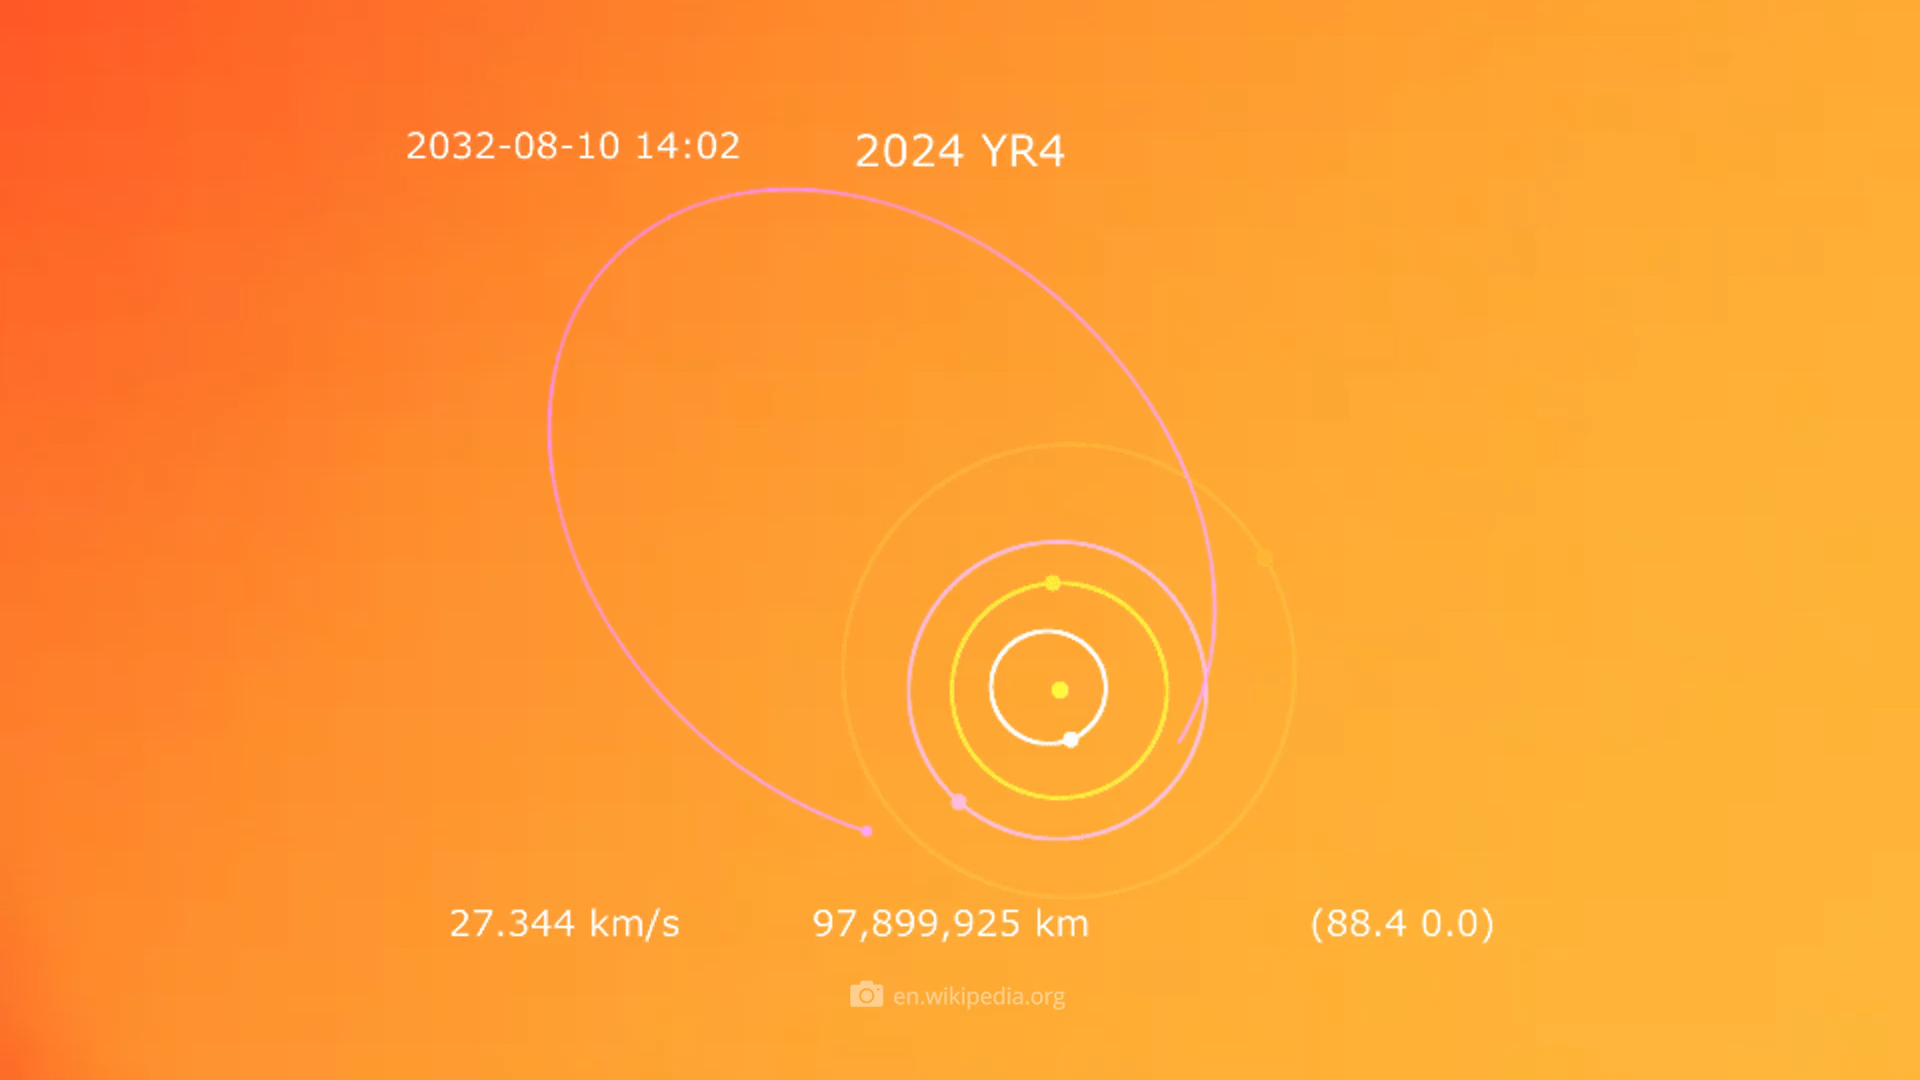 2032-08-10 14:02
2024 YR4
27.344 km/s
97,899,925 km
(88.4 0.0)
en.wikipedia.org